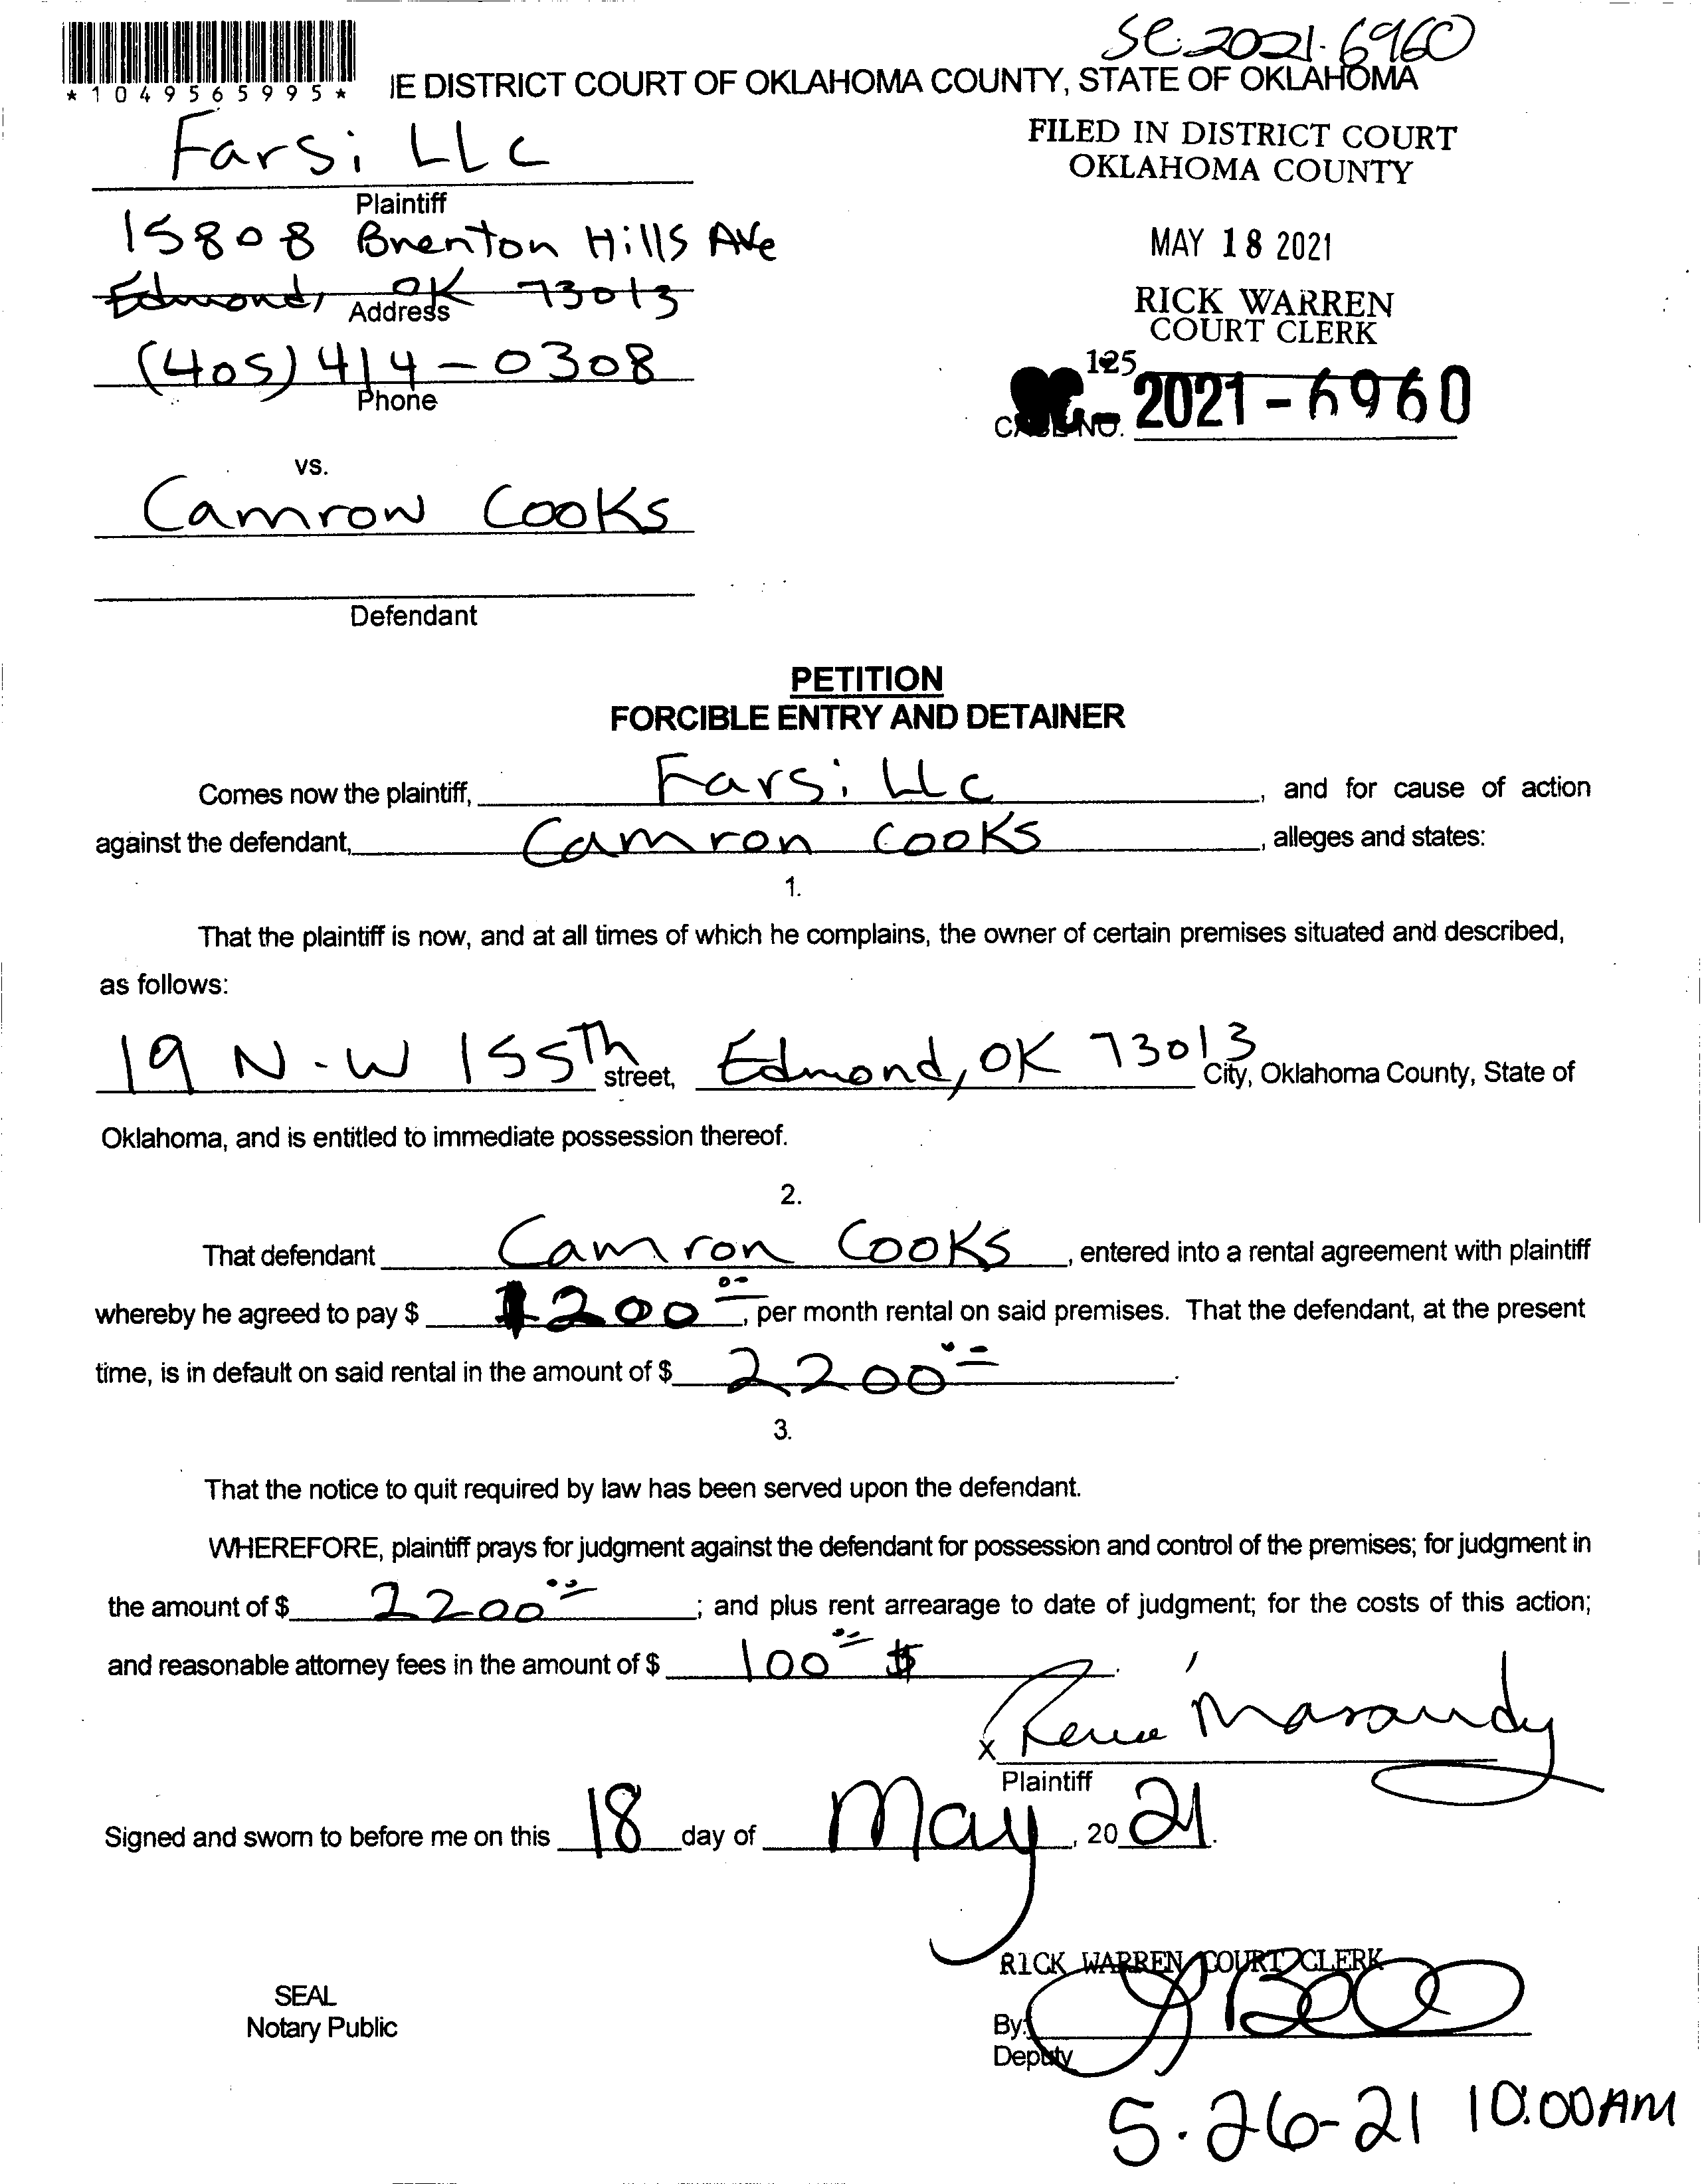 SC-2021-6960
*1049565995*
IE DISTRICT COURT OF OKLAHOMA COUNTY, STATE OF OKLAHOMA
Farsi LLC
Plaintiff
15808 Brenton Hills Ave
Edmond, OK 73013
Address
(405) 414-0308
Phone
FILED IN DISTRICT COURT
OKLAHOMA COUNTY
MAY 18 2021
RICK WARREN
COURT CLERK
125
CASE NO. 2021-6960
vs.
Camron Cooks
Defendant
PETITION
FORCIBLE ENTRY AND DETAINER
Comes now the plaintiff, Farsi LLC, and for cause of action
against the defendant, Camron Cooks, alleges and states:
1.
That the plaintiff is now, and at all times of which he complains, the owner of certain premises situated and described,
as follows:
19 N-W 155th street, Edmond, OK 73013 City, Oklahoma County, State of
Oklahoma, and is entitled to immediate possession thereof.
2.
That defendant Camron Cooks, entered into a rental agreement with plaintiff
whereby he agreed to pay $ 1200 00, per month rental on said premises. That the defendant, at the present
time, is in default on said rental in the amount of $ 2200 00.
3.
That the notice to quit required by law has been served upon the defendant.
WHEREFORE, plaintiff prays for judgment against the defendant for possession and control of the premises; for judgment in
the amount of $ 2200 00; and plus rent arrearage to date of judgment; for the costs of this action;
and reasonable attorney fees in the amount of $ 100 00 $.
x
Plaintiff
Signed and sworn to before me on this 18 day of May, 2021.
RICK WARREN COURT CLERK
SEAL
Notary Public
By:
Deputy
5-26-21 10:00AM